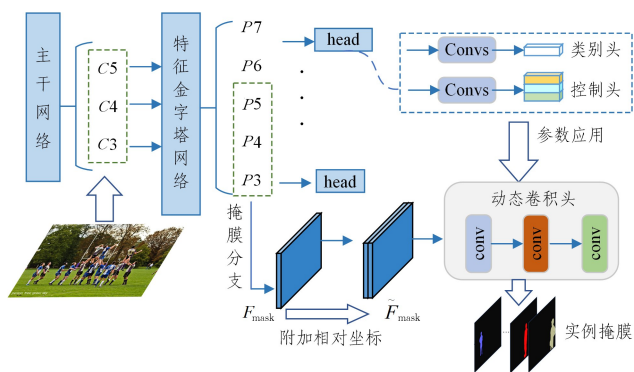 主干网络
C5
C4
C3
特征金字塔网络
P7
P6
P5
P4
P3
head
head
Convs
类别头
Convs
控制头
参数应用
动态卷积头
conv
conv
conv
掩膜分支
F_mask
F̃_mask
附加相对坐标
...
实例掩膜